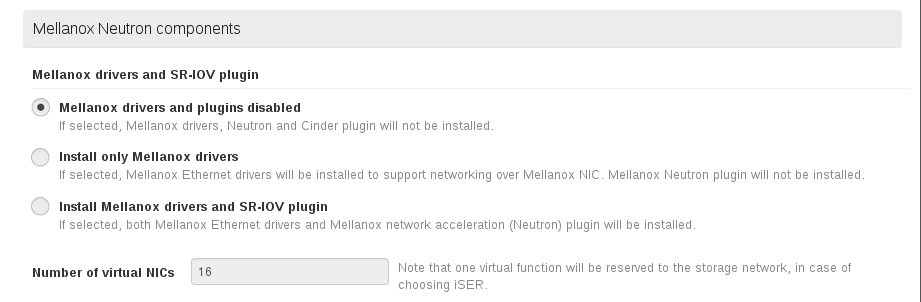 Mellanox Neutron components
Mellanox drivers and SR-IOV plugin
Mellanox drivers and plugins disabled
If selected, Mellanox drivers, Neutron and Cinder plugin will not be installed.
Install only Mellanox drivers
If selected, Mellanox Ethernet drivers will be installed to support networking over Mellanox NIC. Mellanox Neutron plugin will not be installed.
Install Mellanox drivers and SR-IOV plugin
If selected, both Mellanox Ethernet drivers and Mellanox network acceleration (Neutron) plugin will be installed.
Number of virtual NICs 16 Note that one virtual function will be reserved to the storage network, in case of
choosing iSER.